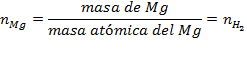 n_Mg = masa de Mg / masa atómica del Mg = n_H₂